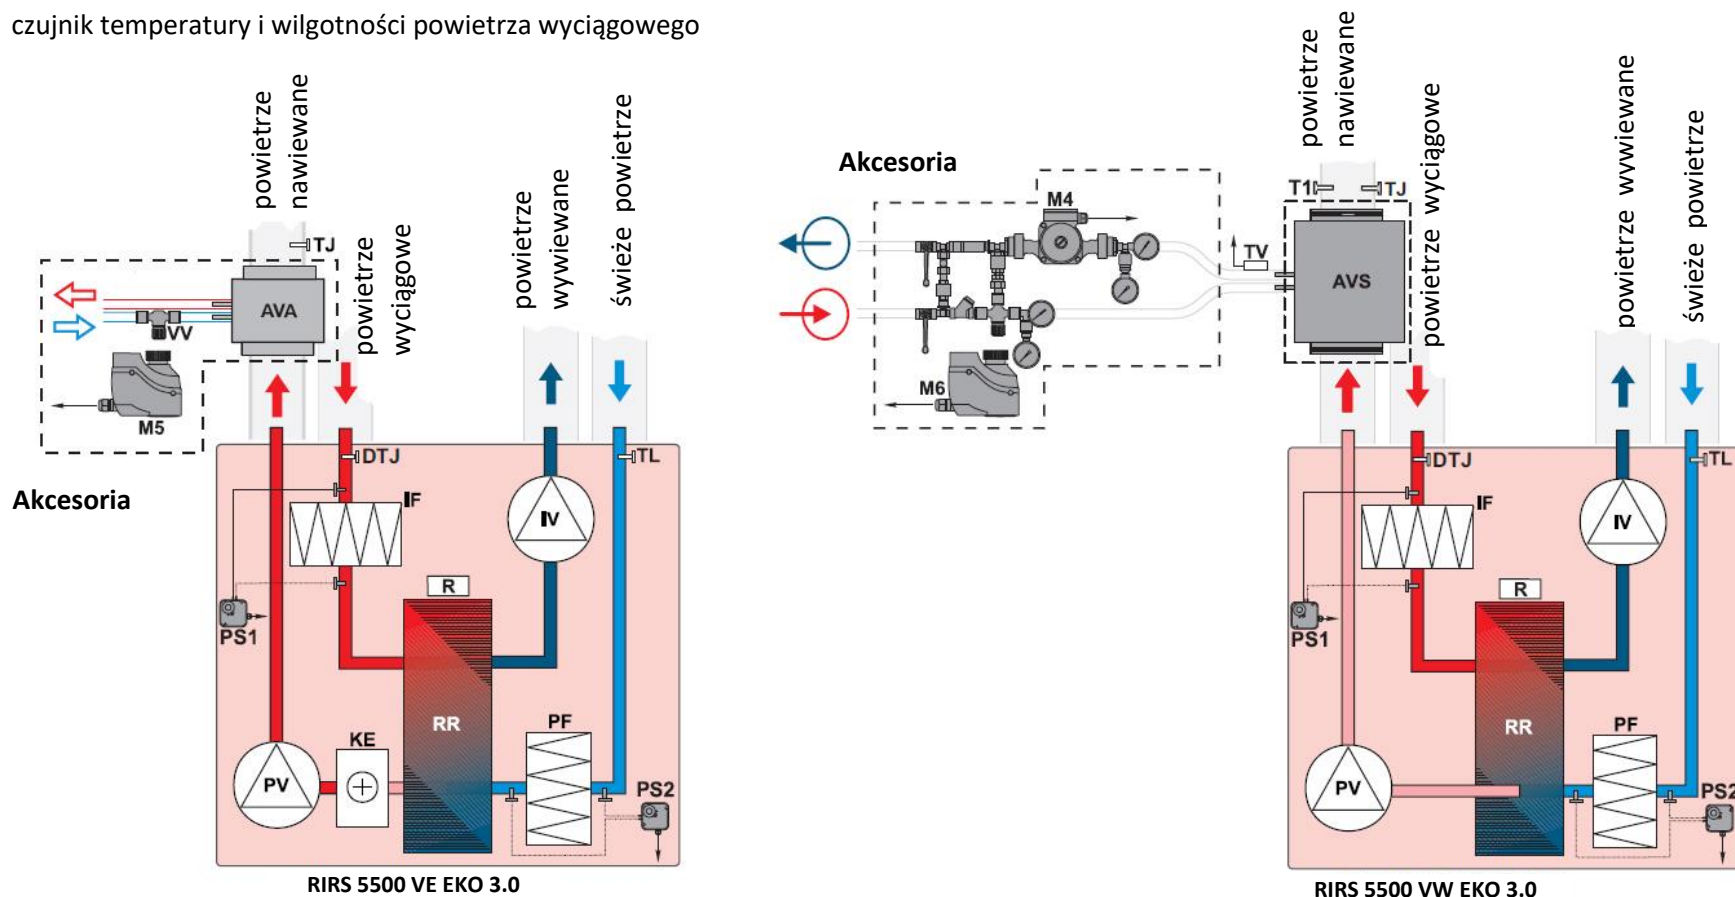 czujnik temperatury i wilgotności powietrza wyciągowego
powietrze
nawiewane
TJ
powietrze
wyciągowe
powietrze
wywiewane
świeże powietrze
AVA
VV
M5
Akcesoria
DTJ
TL
IF
IV
R
PS1
RR
PF
KE
PV
PS2
RIRS 5500 VE EKO 3.0
Akcesoria
powietrze
nawiewane
powietrze wyciągowe
powietrze wywiewane
świeże powietrze
M4
T1
TJ
TV
AVS
M6
DTJ
TL
IF
IV
R
PS1
RR
PF
PV
PS2
RIRS 5500 VW EKO 3.0